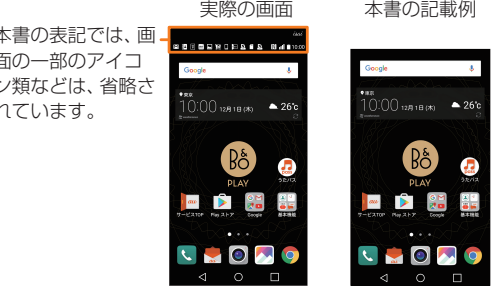 実際の画面
本書の記載例
本書の表記では、画
面の一部のアイコ
ン類などは、省略さ
れています。
10:00
Google
東京
10:00 12月1日(木)
26°c
B&O
PLAY
うたパス
サービスTOP
Play ストア
Google
基本機能
Google
東京
10:00 12月1日(木)
26°c
B&O
PLAY
うたパス
サービスTOP
Play ストア
Google
基本機能